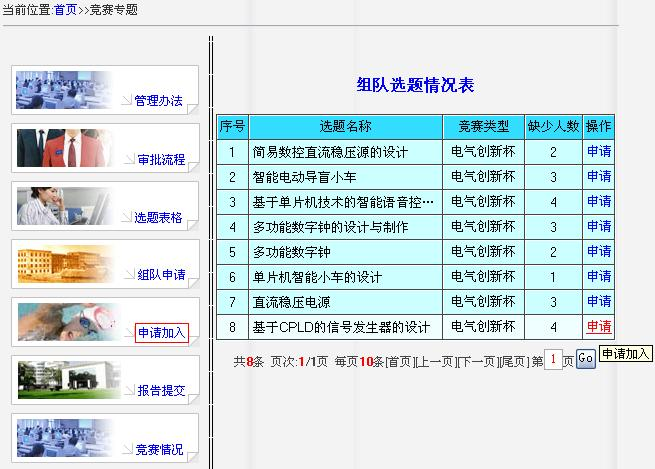 当前位置:首页>>竞赛专题
管理办法
审批流程
选题表格
组队申请
申请加入
报告提交
竞赛情况
组队选题情况表
序号 选题名称 竞赛类型 缺少人数 操作
1 简易数控直流稳压源的设计 电气创新杯 2 申请
2 智能电动导盲小车 电气创新杯 3 申请
3 基于单片机技术的智能语音控… 电气创新杯 4 申请
4 多功能数字钟的设计与制作 电气创新杯 3 申请
5 多功能数字钟 电气创新杯 2 申请
6 单片机智能小车的设计 电气创新杯 1 申请
7 直流稳压电源 电气创新杯 3 申请
8 基于CPLD的信号发生器的设计 电气创新杯 4 申请
共8条 页次:1/1页 每页10条[首页][上一页][下一页][尾页] 第 1 页 Go
申请加入